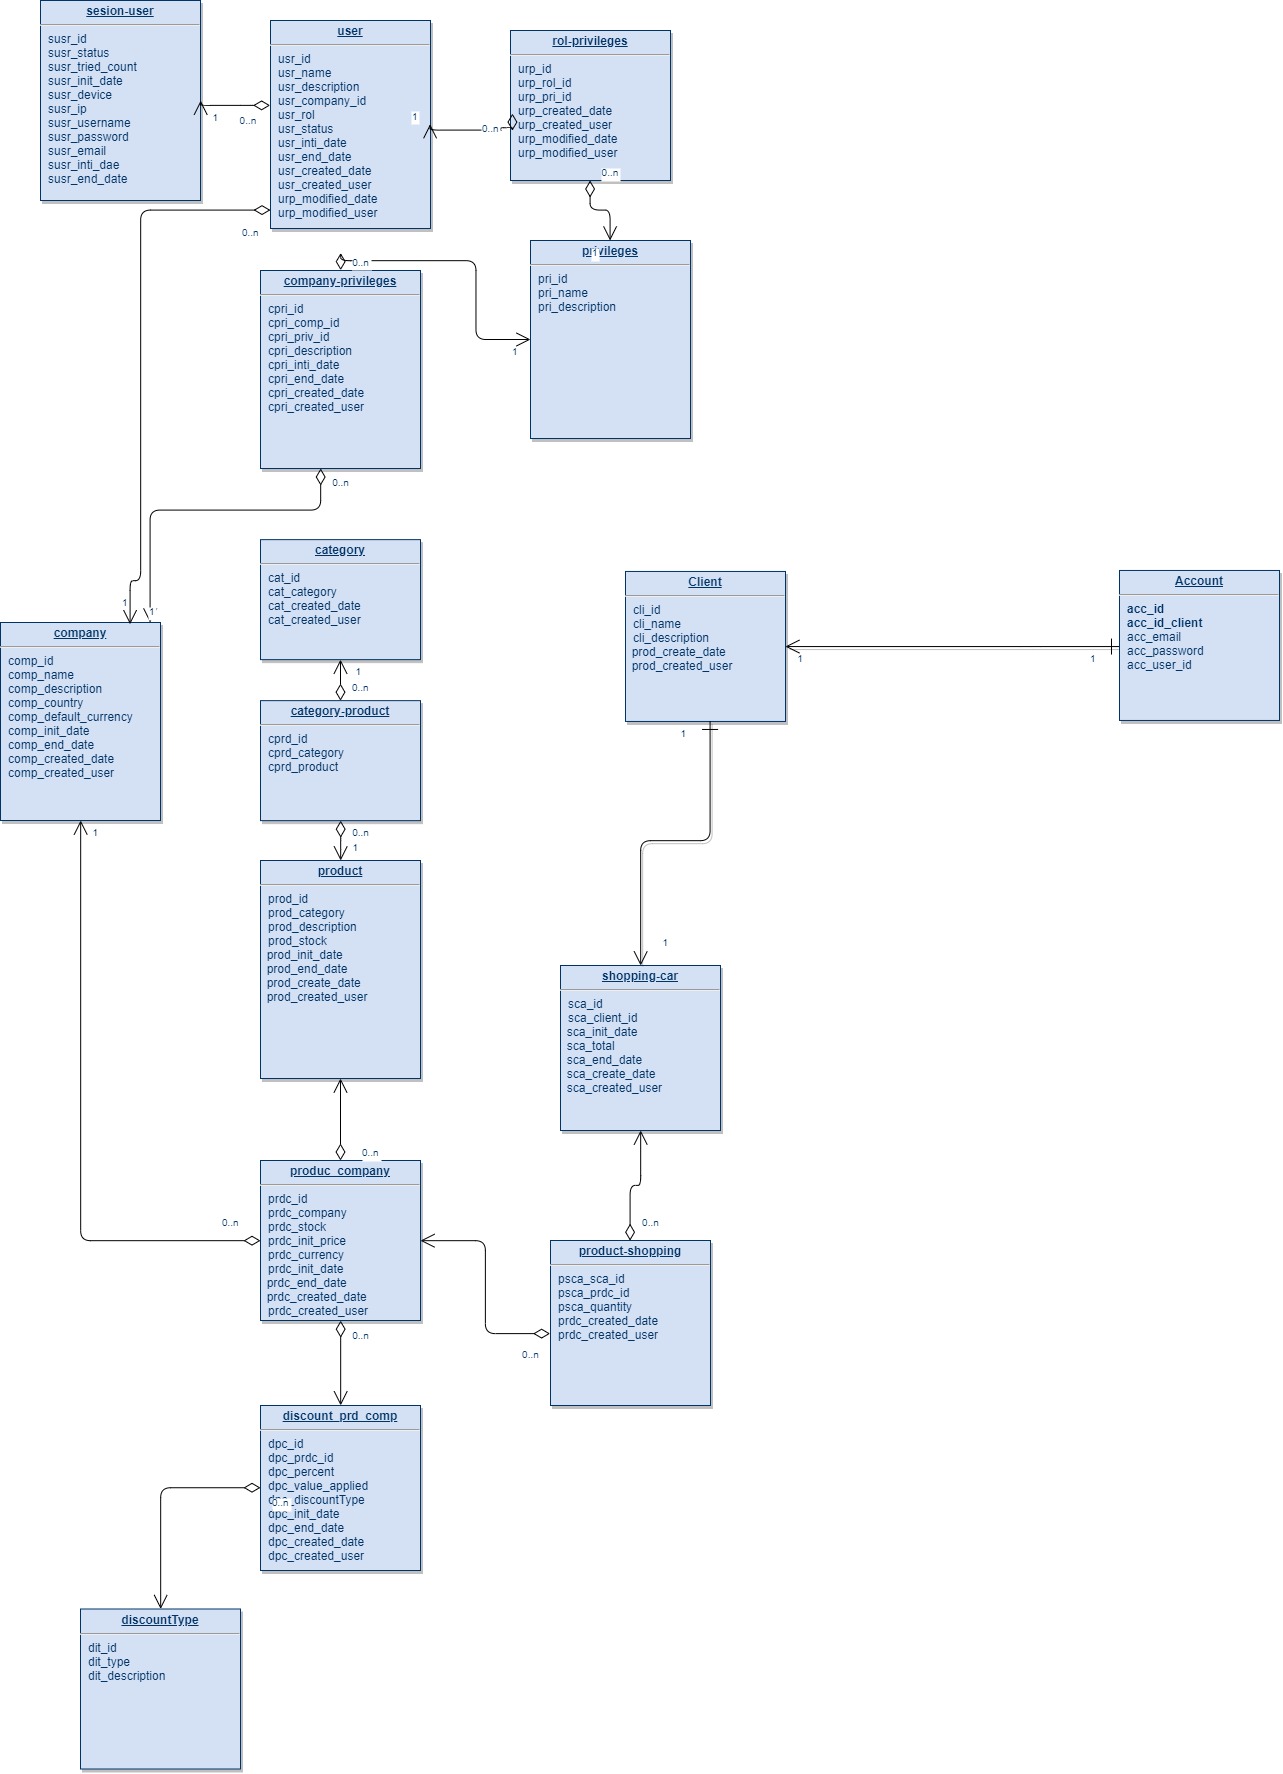 sesion-user
susr_id
susr_status
susr_tried_count
susr_init_date
susr_device
susr_ip
susr_username
susr_password
susr_email
susr_inti_dae
susr_end_date
1
0..n
user
usr_id
usr_name
usr_description
usr_company_id
usr_rol
usr_status
usr_inti_date
usr_end_date
usr_created_date
usr_created_user
urp_modified_date
urp_modified_user
1
0..n
0..n
rol-privileges
urp_id
urp_rol_id
urp_pri_id
urp_created_date
urp_created_user
urp_modified_date
urp_modified_user
0..n
privileges
1
pri_id
pri_name
pri_description
0..n
1
company-privileges
cpri_id
cpri_comp_id
cpri_priv_id
cpri_description
cpri_inti_date
cpri_end_date
cpri_created_date
cpri_created_user
0..n
1
1
company
comp_id
comp_name
comp_description
comp_country
comp_default_currency
comp_init_date
comp_end_date
comp_created_date
comp_created_user
1
category
cat_id
cat_category
cat_created_date
cat_created_user
1
0..n
category-product
cprd_id
cprd_category
cprd_product
0..n
1
product
prod_id
prod_category
prod_description
prod_stock
prod_init_date
prod_end_date
prod_create_date
prod_created_user
0..n
Client
cli_id
cli_name
cli_description
prod_create_date
prod_created_user
1
1
1
Account
acc_id
acc_id_client
acc_email
acc_password
acc_user_id
1
shopping-car
sca_id
sca_client_id
sca_init_date
sca_total
sca_end_date
sca_create_date
sca_created_user
0..n
produc_company
prdc_id
prdc_company
prdc_stock
prdc_init_price
prdc_currency
prdc_init_date
prdc_end_date
prdc_created_date
prdc_created_user
0..n
0..n
product-shopping
psca_sca_id
psca_prdc_id
psca_quantity
prdc_created_date
prdc_created_user
0..n
discount_prd_comp
dpc_id
dpc_prdc_id
dpc_percent
dpc_value_applied
dpc_discountType
0..n
dpc_init_date
dpc_end_date
dpc_created_date
dpc_created_user
discountType
dit_id
dit_type
dit_description